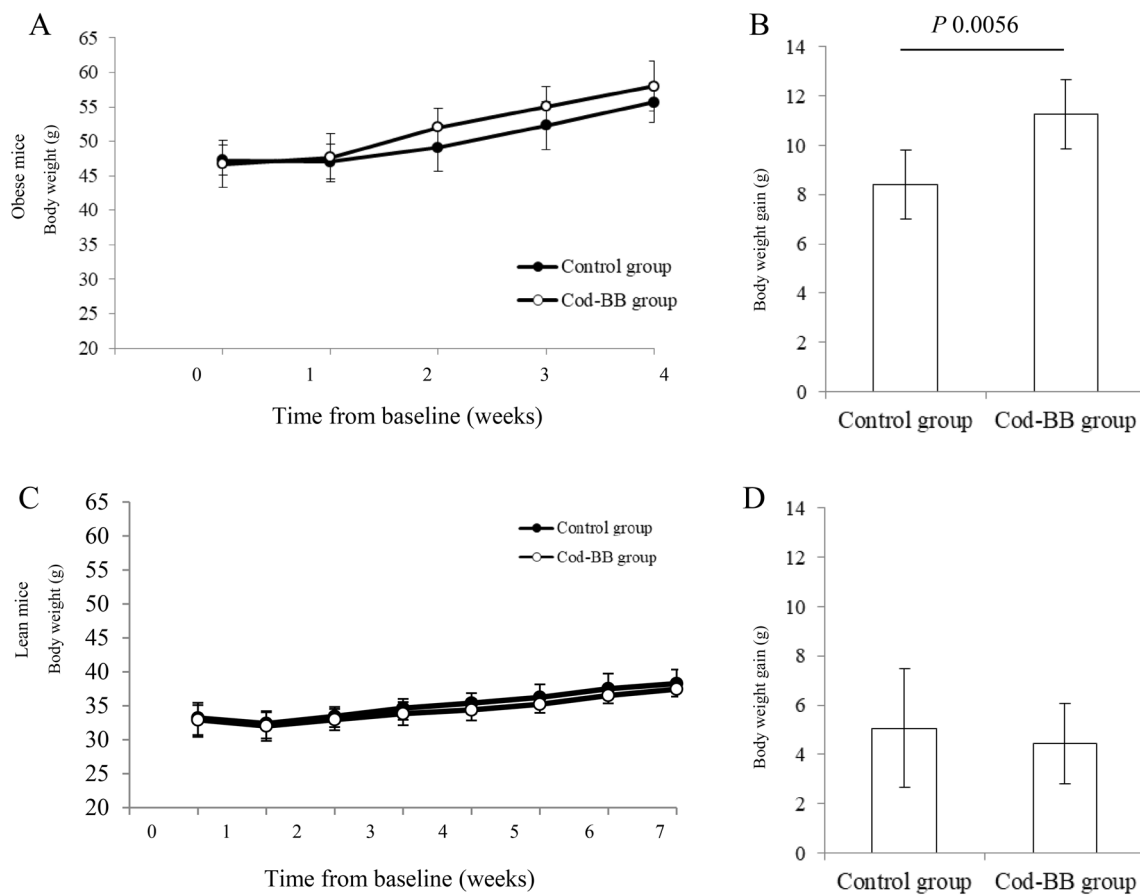 A
65
60
55
50
45
40
35
30
25
20
Obese mice
Body weight (g)
Control group
Cod-BB group
0 1 2 3 4
Time from baseline (weeks)
B
P 0.0056
14
12
10
8
6
4
2
0
Body weight gain (g)
Control group Cod-BB group
C
65
60
55
50
45
40
35
30
25
20
Lean mice
Body weight (g)
Control group
Cod-BB group
0 1 2 3 4 5 6 7
Time from baseline (weeks)
D
14
12
10
8
6
4
2
0
Body weight gain (g)
Control group Cod-BB group